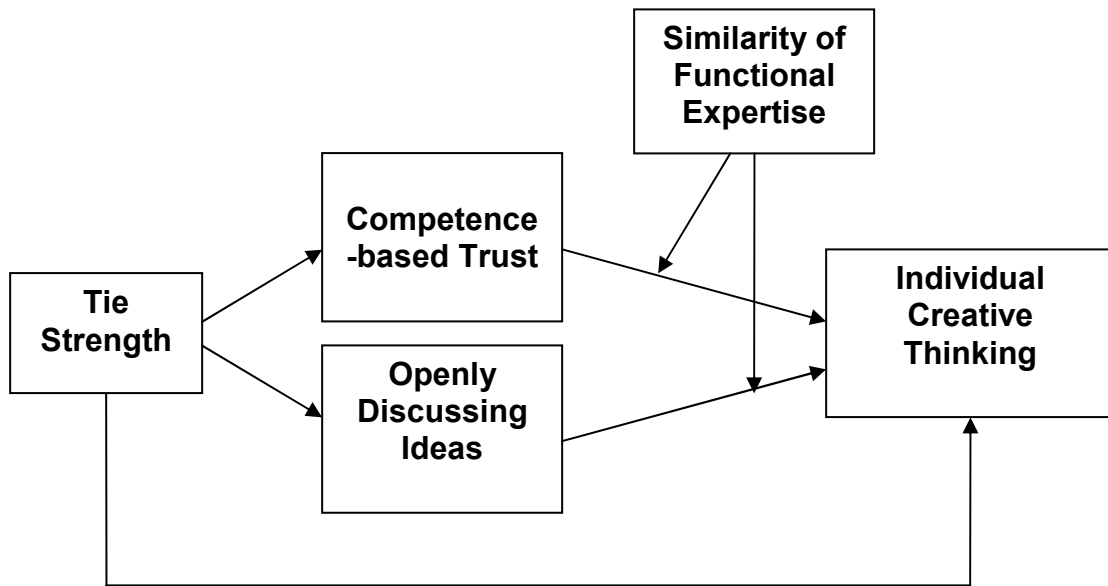 Similarity of
Functional
Expertise
Competence
-based Trust
Tie
Strength
Openly
Discussing
Ideas
Individual
Creative
Thinking